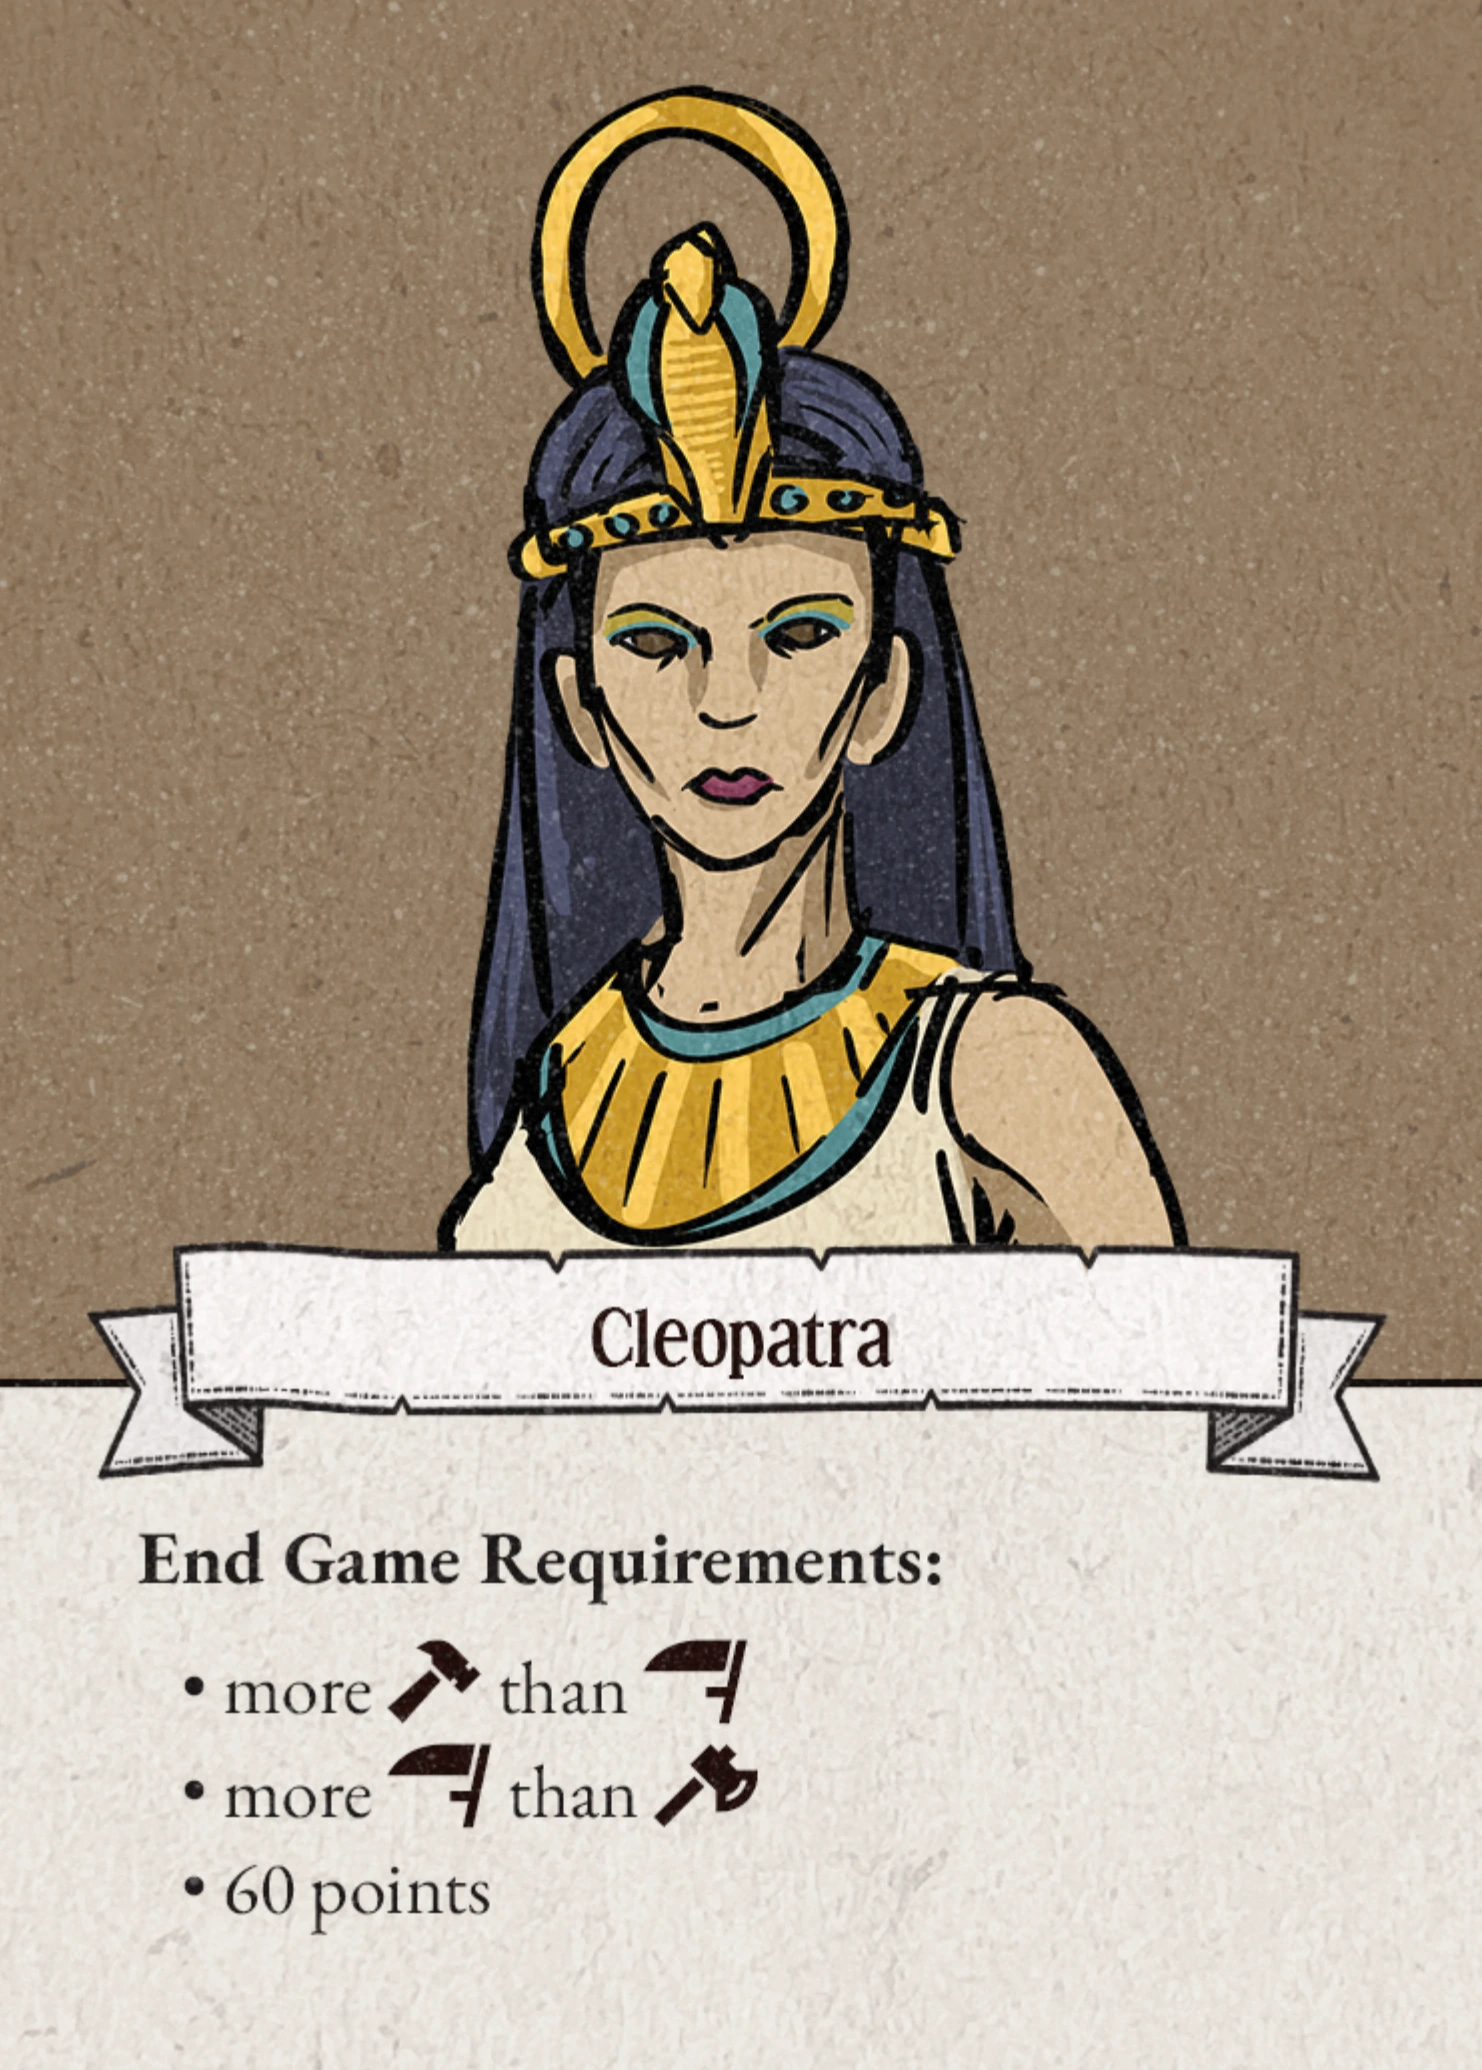 Cleopatra
End Game Requirements:
• more than
• more than
• 60 points